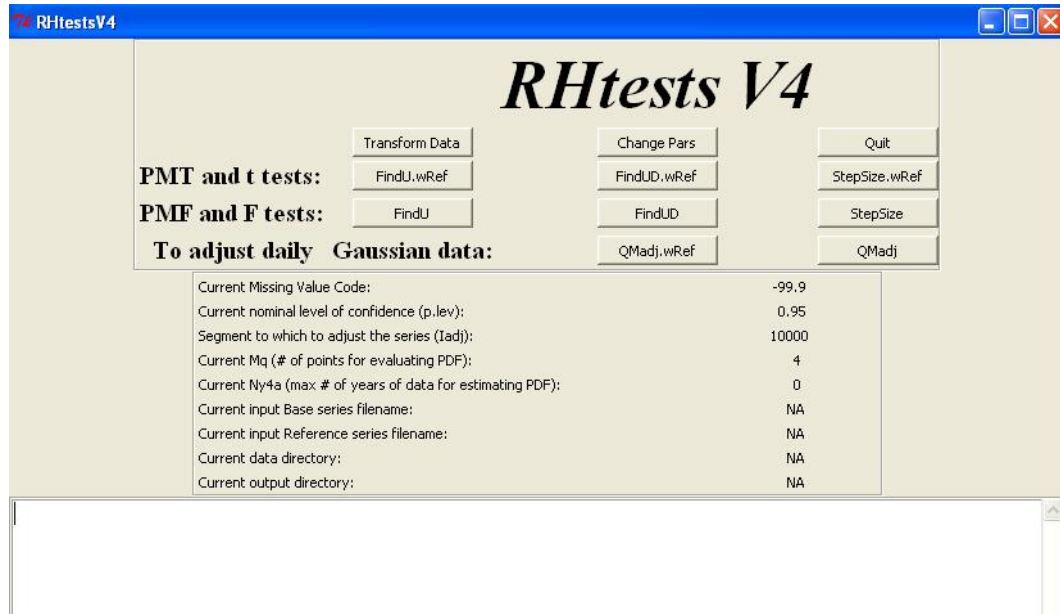 RHtestsV4
RHtests V4
Transform Data Change Pars Quit
PMT and t tests: FindU.wRef FindUD.wRef StepSize.wRef
PMF and F tests: FindU FindUD StepSize
To adjust daily Gaussian data: QMadj.wRef QMadj
Current Missing Value Code: -99.9
Current nominal level of confidence (p.lev): 0.95
Segment to which to adjust the series (Iadj): 10000
Current Mq (# of points for evaluating PDF): 4
Current Ny4a (max # of years of data for estimating PDF): 0
Current input Base series filename: NA
Current input Reference series filename: NA
Current data directory: NA
Current output directory: NA